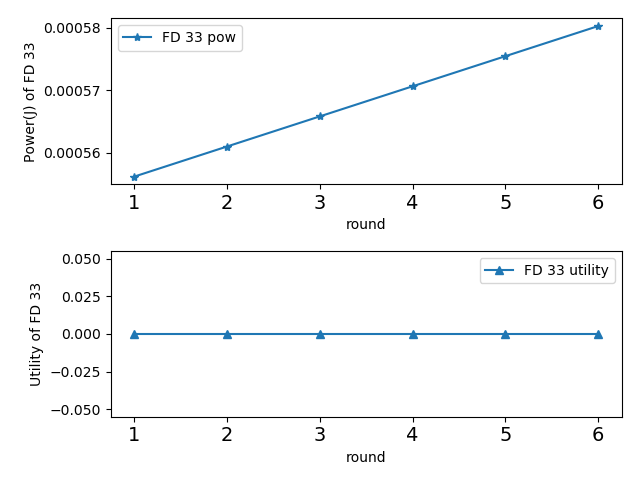 0.00058
0.00057
0.00056
Power(J) of FD 33
FD 33 pow
1 2 3 4 5 6
round
0.050
0.025
0.000
−0.025
−0.050
Utility of FD 33
FD 33 utility
1 2 3 4 5 6
round